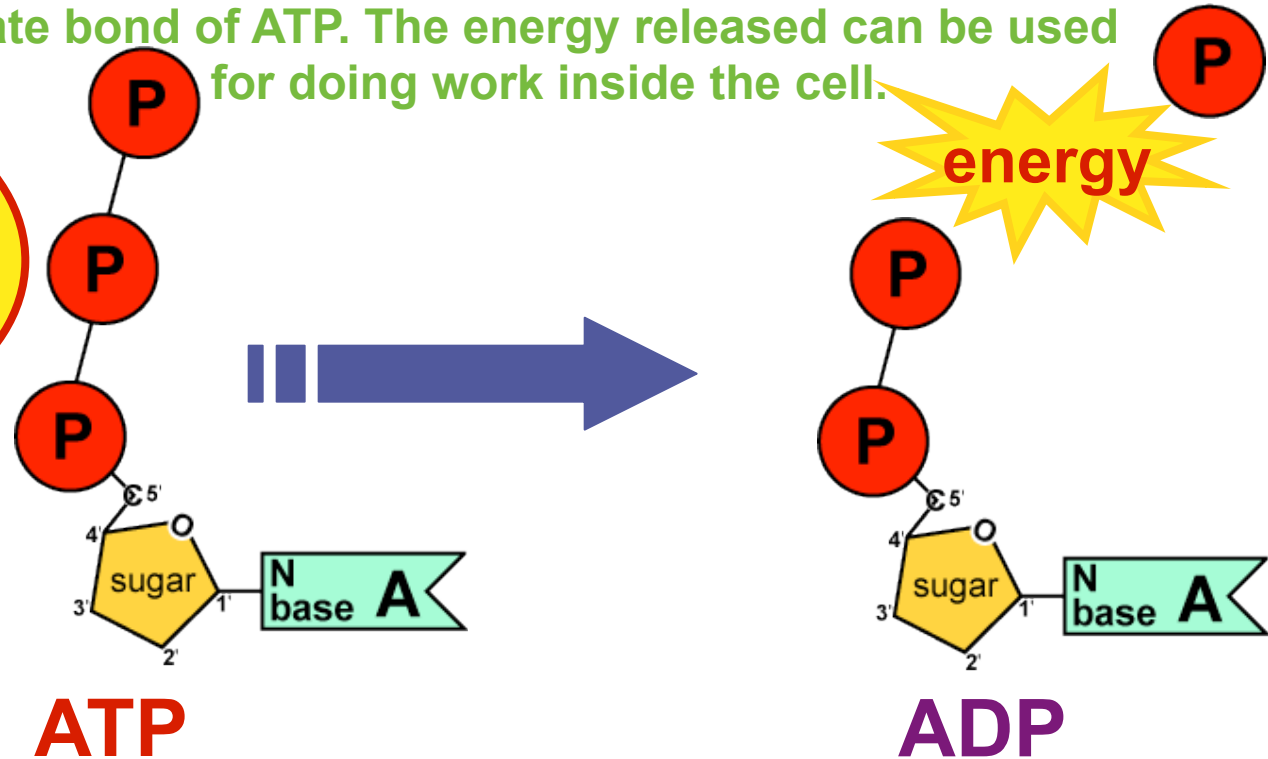 ate bond of ATP. The energy released can be used
for doing work inside the cell.
P
P
energy
P
P
P
P
C 5'
4'
O
sugar
3'
1'
2'
N
base A
P
C 5'
4'
O
sugar
3'
1'
2'
N
base A
ATP
ADP